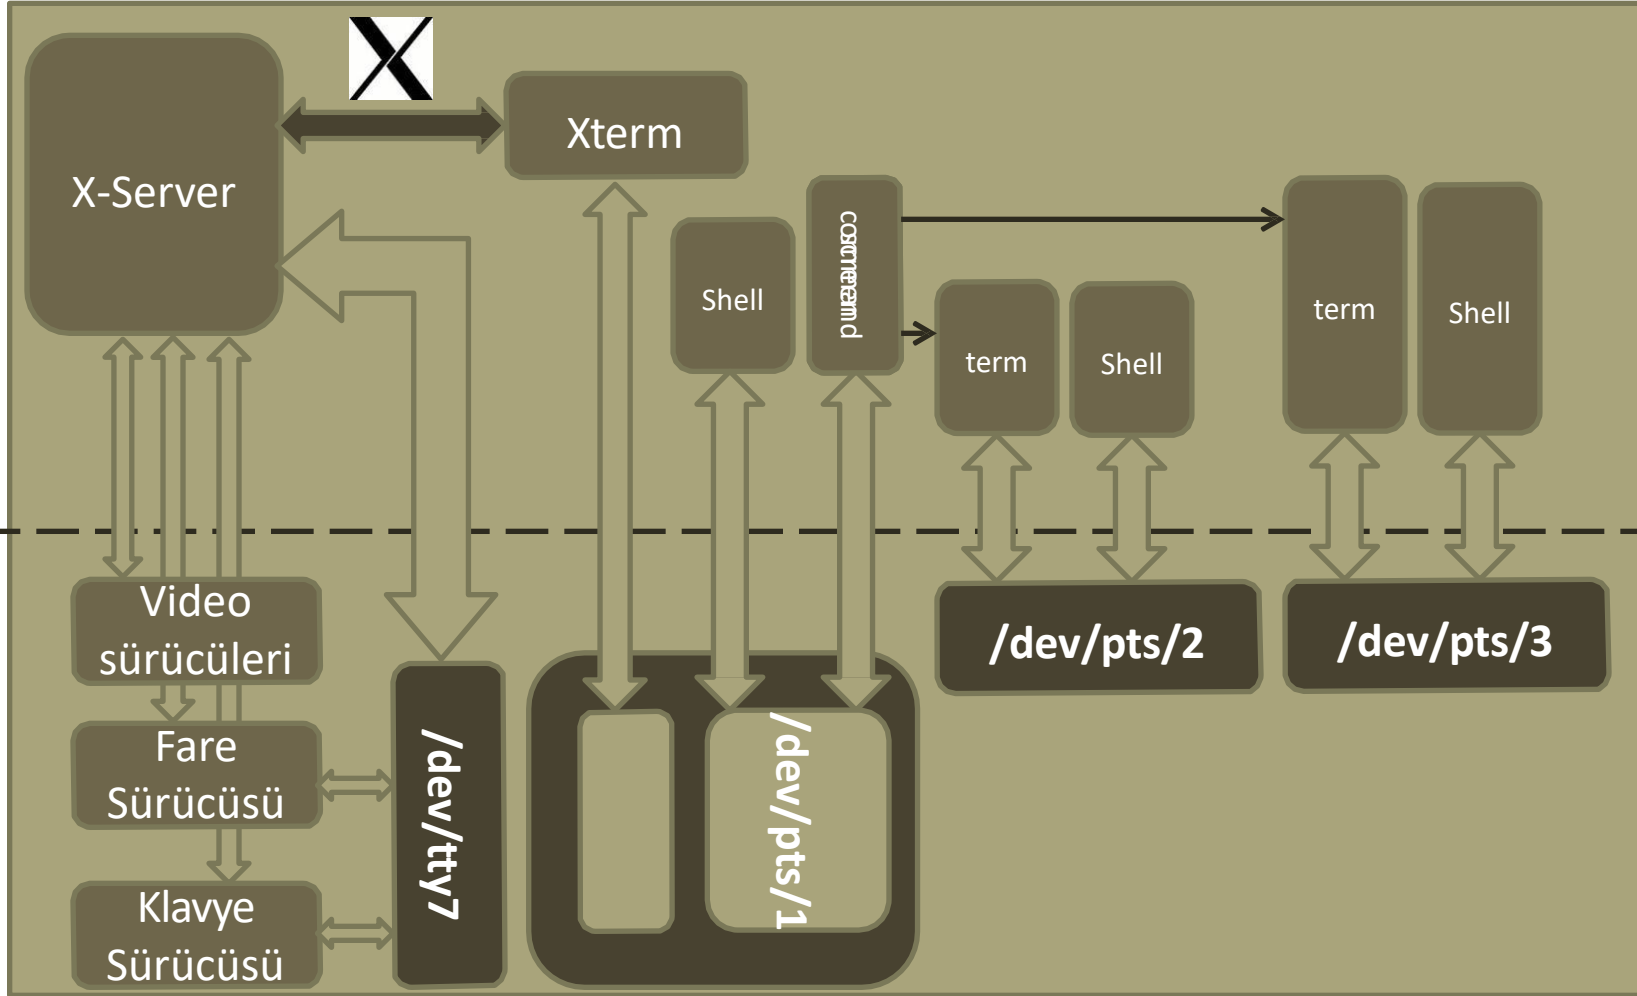 X
X-Server
Xterm
Shell
term
Shell
term
Shell
Video
sürücüleri
Fare
Sürücüsü
Klavye
Sürücüsü
/dev/tty7
/dev/pts/1
/dev/pts/2
/dev/pts/3